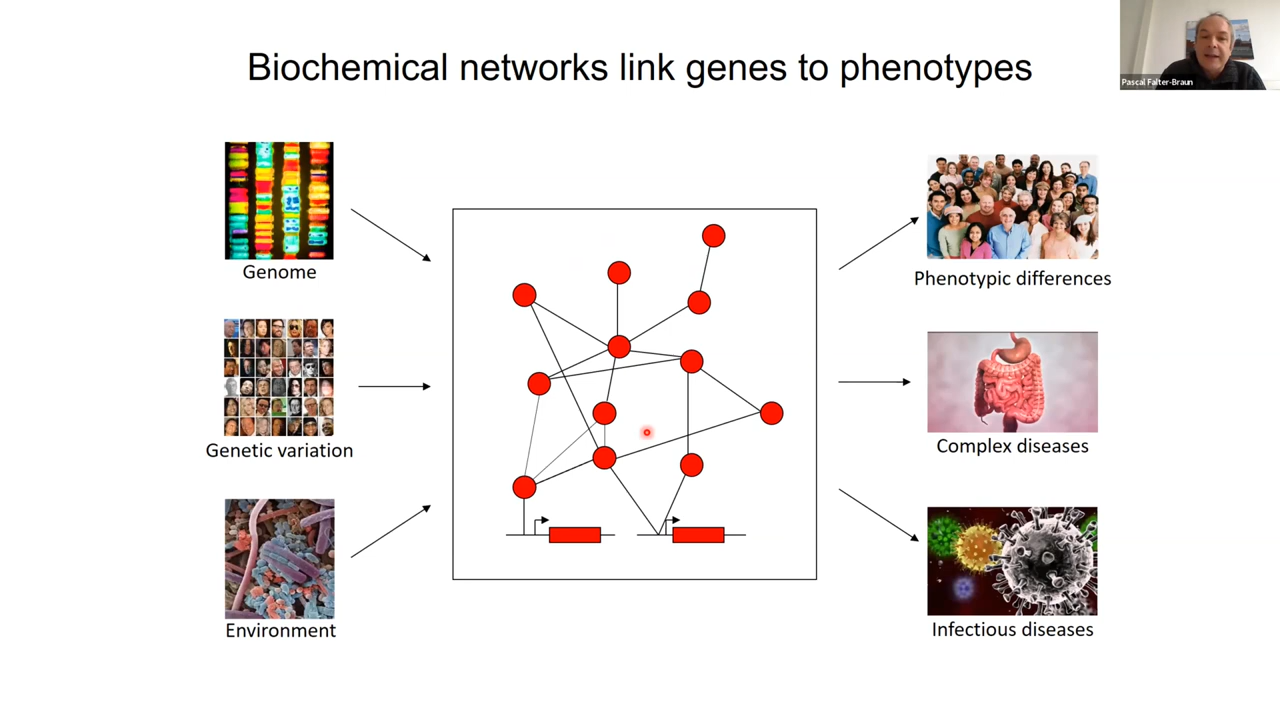 Biochemical networks link genes to phenotypes
Pascal Falter-Braun
Genome
Genetic variation
Environment
Phenotypic differences
Complex diseases
Infectious diseases